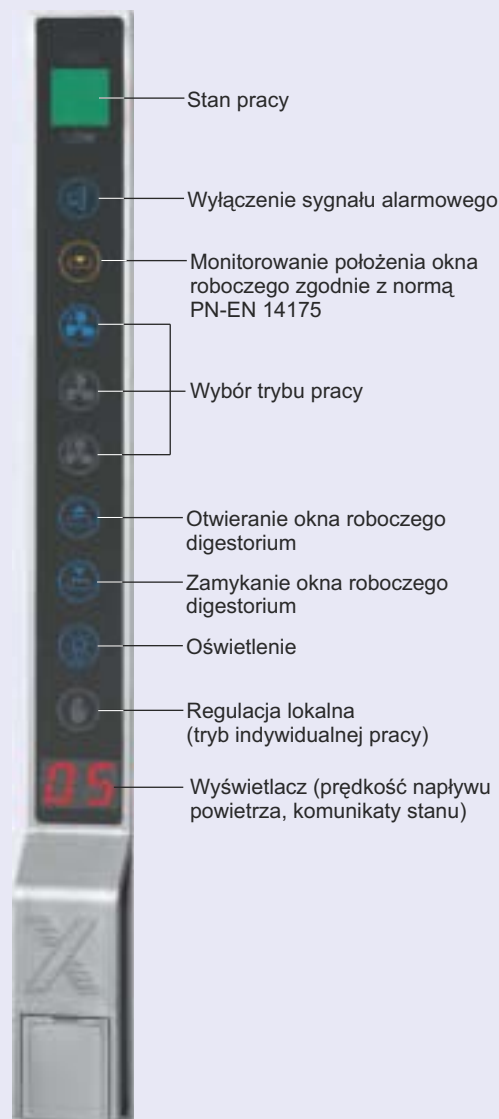 Stan pracy
Wyłączenie sygnału alarmowego
Monitorowanie położenia okna
roboczego zgodnie z normą
PN-EN 14175
Wybór trybu pracy
Otwieranie okna roboczego
digestorium
Zamykanie okna roboczego
digestorium
Oświetlenie
Regulacja lokalna
(tryb indywidualnej pracy)
05
Wyświetlacz (prędkość napływu
powietrza, komunikaty stanu)
X